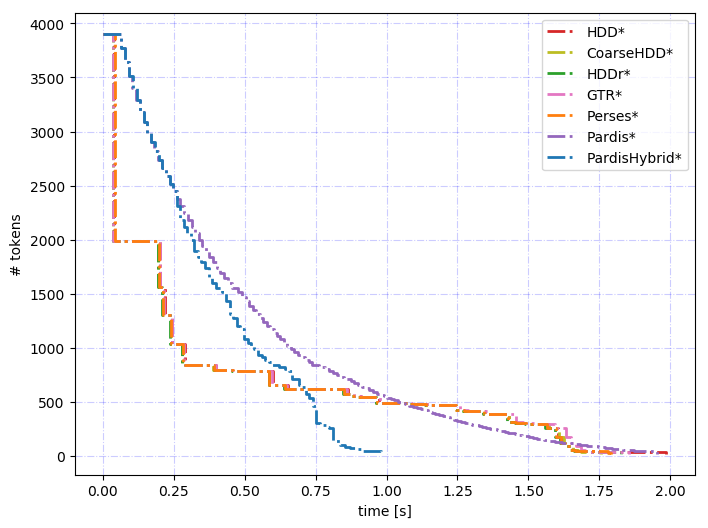 4000
3500
3000
2500
2000
1500
1000
500
0
# tokens
HDD*
CoarseHDD*
HDDr*
GTR*
Perses*
Pardis*
PardisHybrid*
0.00 0.25 0.50 0.75 1.00 1.25 1.50 1.75 2.00
time [s]